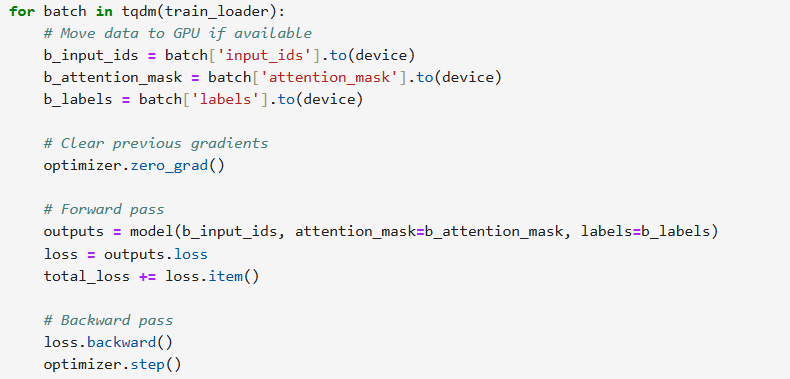 for batch in tqdm(train_loader):
    # Move data to GPU if available
    b_input_ids = batch['input_ids'].to(device)
    b_attention_mask = batch['attention_mask'].to(device)
    b_labels = batch['labels'].to(device)

    # Clear previous gradients
    optimizer.zero_grad()

    # Forward pass
    outputs = model(b_input_ids, attention_mask=b_attention_mask, labels=b_labels)
    loss = outputs.loss
    total_loss += loss.item()

    # Backward pass
    loss.backward()
    optimizer.step()